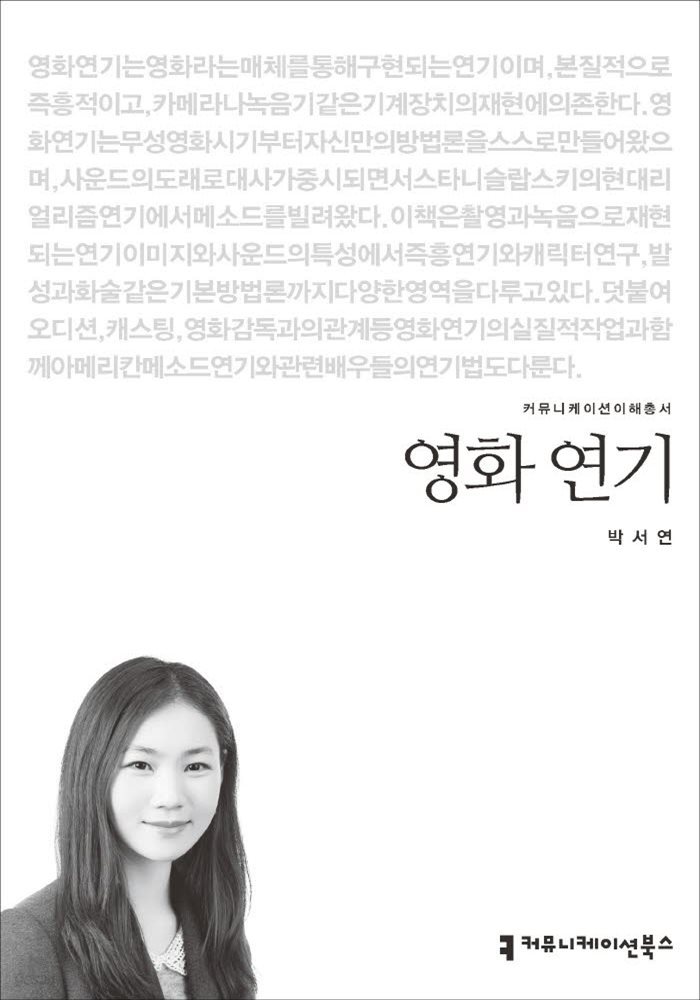 영화연기는영화라는매체를통해구현되는연기이며,본질적으로
즉흥적이고,카메라나녹음기같은기계장치의재현에의존한다.영
화연기는무성영화시기부터자신만의방법론을스스로만들어왔으
며,사운드의도래로대사가중시되면서스타니슬랍스키의현대리
얼리즘연기에서메소드를빌려왔다.이책은촬영과녹음으로재현
되는연기이미지와사운드의특성에서즉흥연기와캐릭터연구,발
성과화술같은기본방법론까지다양한영역을다루고있다.덧붙여
오디션,캐스팅,영화감독과의관계등영화연기의실질적작업과함
께아메리칸메소드연기와관련배우들의연기법도다룬다.
커뮤니케이션이해총서
영화 연기
박서연
커뮤니케이션북스